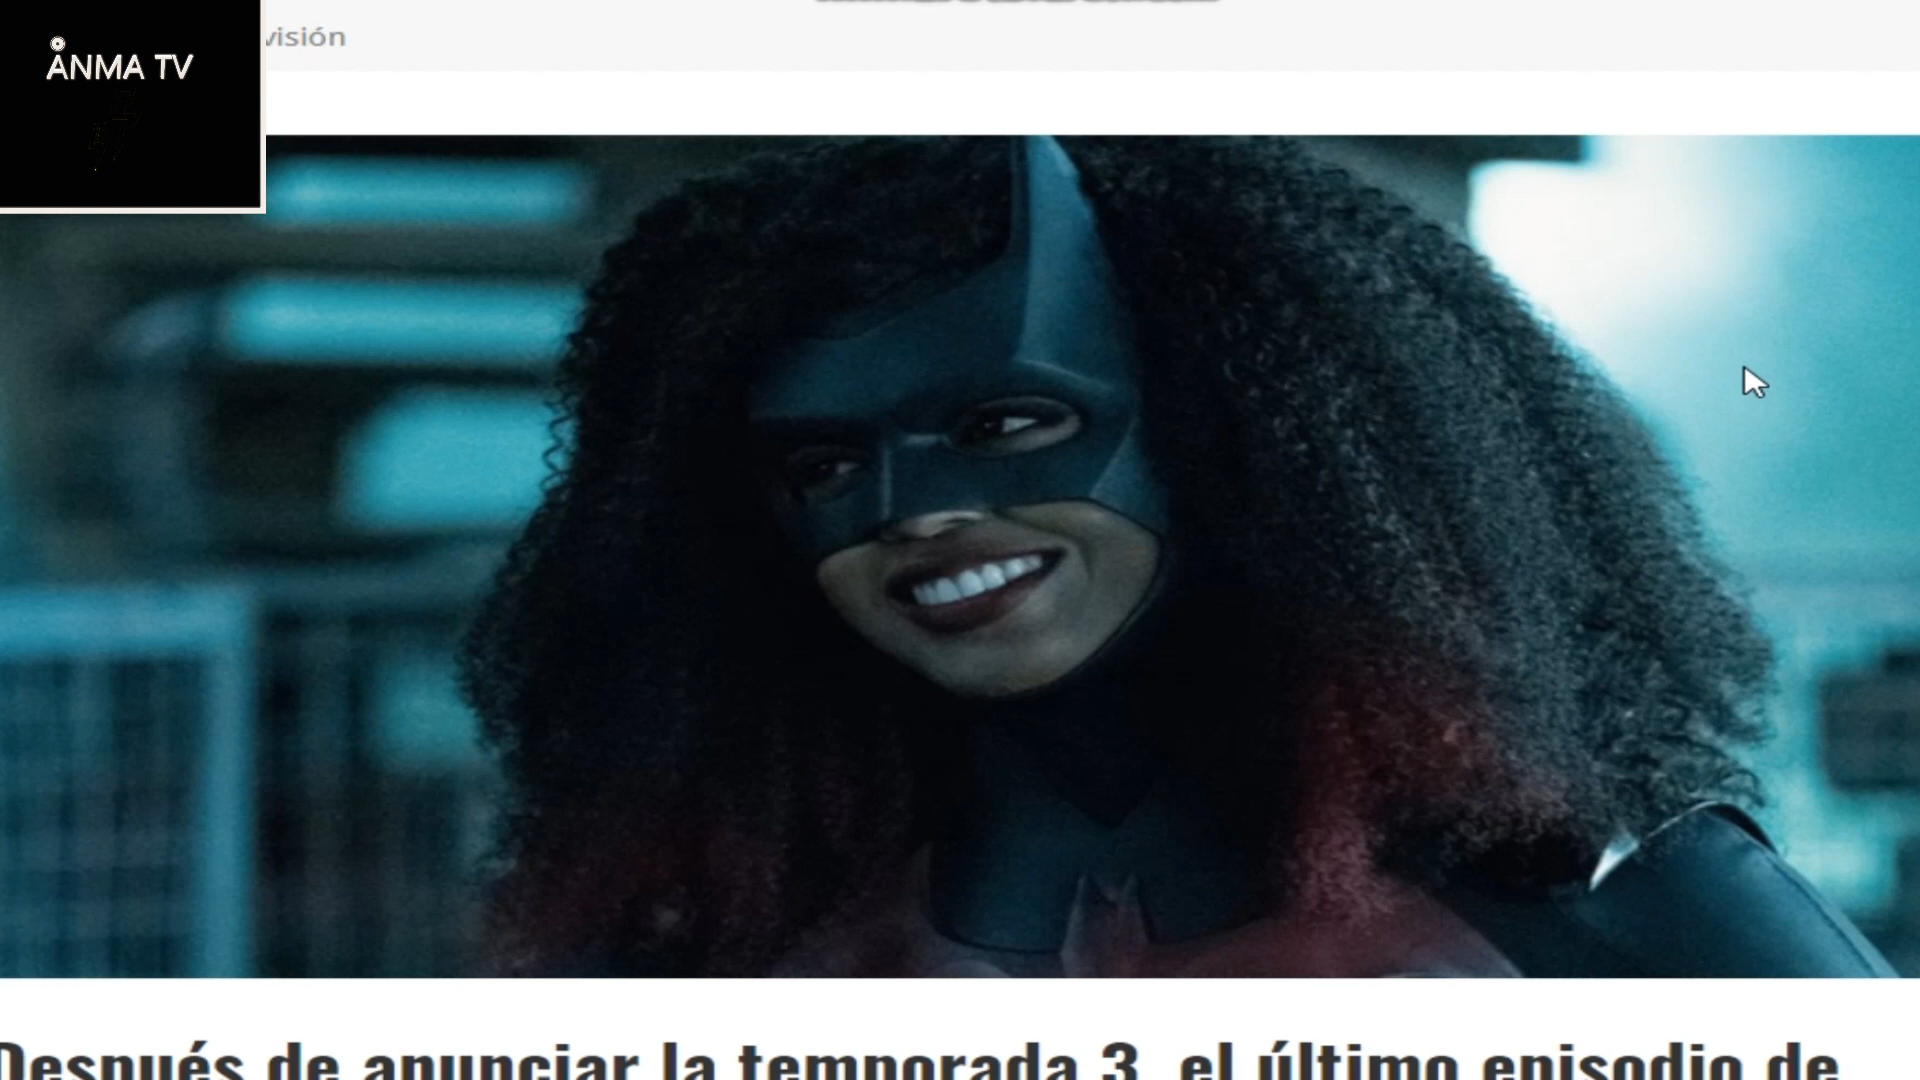 ANMA TV
visión
Después de anunciar la temporada 3, el último episodio de